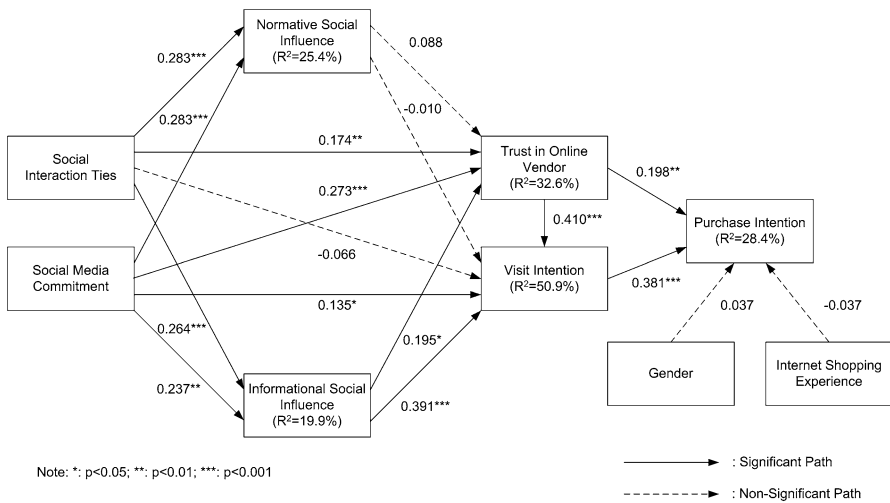 Normative Social
Influence
(R²=25.4%)
0.088
0.283***
-0.010
0.283***
0.174**
Social
Interaction Ties
Trust in Online
Vendor
(R²=32.6%)
0.198**
0.273***
0.410***
Purchase Intention
(R²=28.4%)
-0.066
Social Media
Commitment
Visit Intention
(R²=50.9%)
0.381***
0.135*
0.037
-0.037
0.264***
0.195*
0.237**
Informational Social
Influence
(R²=19.9%)
0.391***
Gender
Internet Shopping
Experience
Note: *: p<0.05; **: p<0.01; ***: p<0.001
: Significant Path
: Non-Significant Path